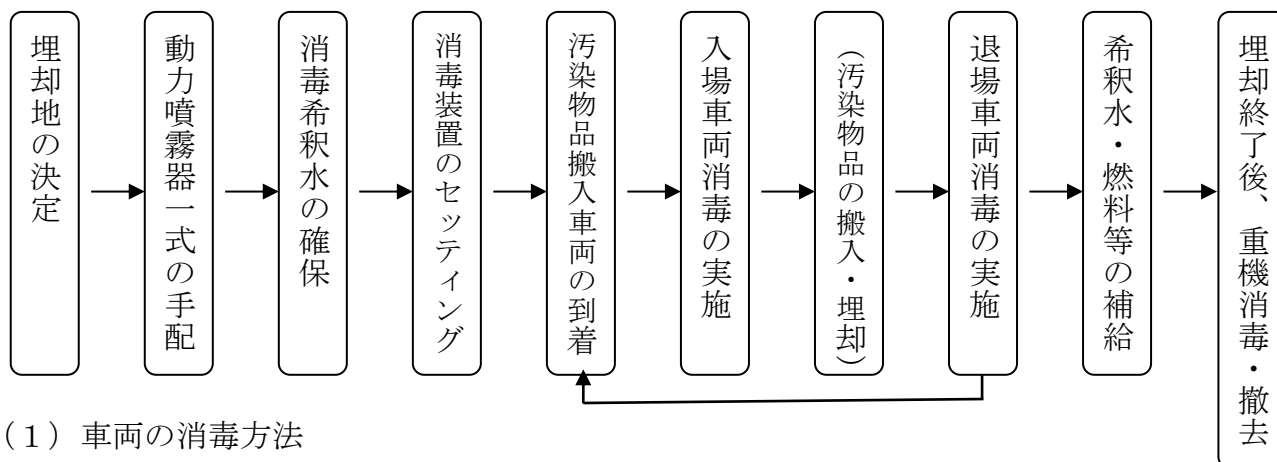 埋却地の決定
動力噴霧器一式の手配
消毒希釈水の確保
消毒装置のセッティング
汚染物品搬入車両の到着
入場車両消毒の実施
（汚染物品の搬入・埋却）
退場車両消毒の実施
希釈水・燃料等の補給
埋却終了後、重機消毒・撤去
（１）車両の消毒方法